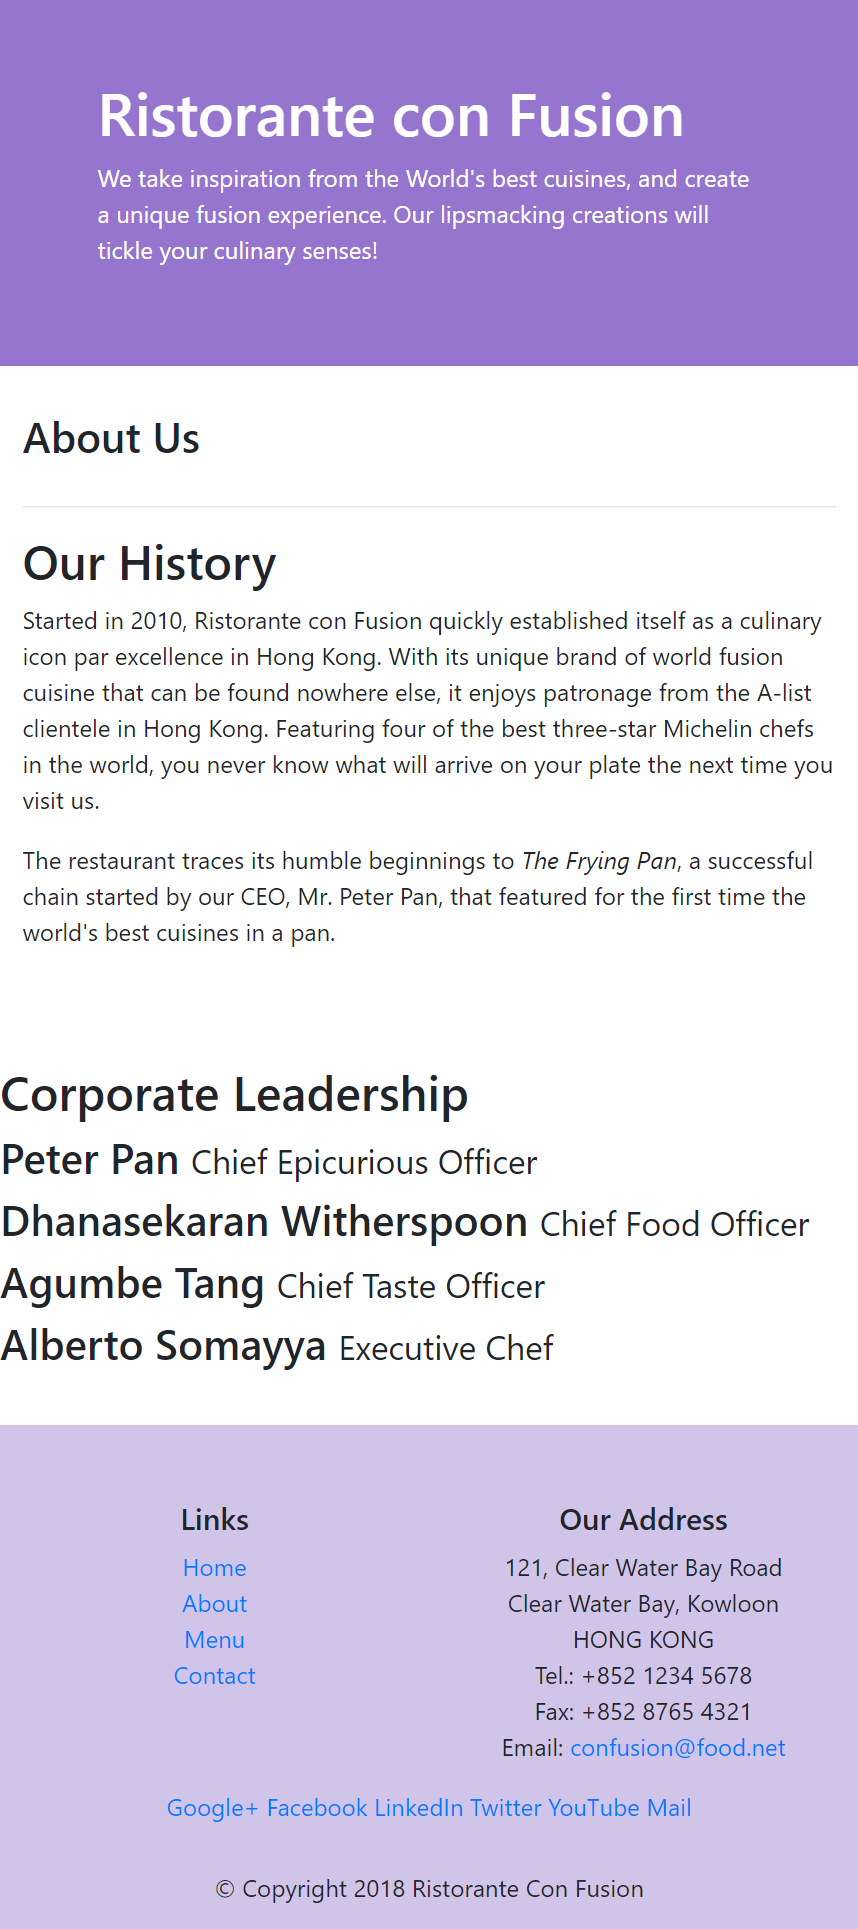 Ristorante con Fusion
We take inspiration from the World's best cuisines, and create
a unique fusion experience. Our lipsmacking creations will
tickle your culinary senses!
About Us
Our History
Started in 2010, Ristorante con Fusion quickly established itself as a culinary
icon par excellence in Hong Kong. With its unique brand of world fusion
cuisine that can be found nowhere else, it enjoys patronage from the A-list
clientele in Hong Kong. Featuring four of the best three-star Michelin chefs
in the world, you never know what will arrive on your plate the next time you
visit us.
The restaurant traces its humble beginnings to The Frying Pan, a successful
chain started by our CEO, Mr. Peter Pan, that featured for the first time the
world's best cuisines in a pan.
Corporate Leadership
Peter Pan Chief Epicurious Officer
Dhanasekaran Witherspoon Chief Food Officer
Agumbe Tang Chief Taste Officer
Alberto Somayya Executive Chef
Links
Home
About
Menu
Contact
Our Address
121, Clear Water Bay Road
Clear Water Bay, Kowloon
HONG KONG
Tel.: +852 1234 5678
Fax: +852 8765 4321
Email: confusion@food.net
Google+ Facebook LinkedIn Twitter YouTube Mail
© Copyright 2018 Ristorante Con Fusion